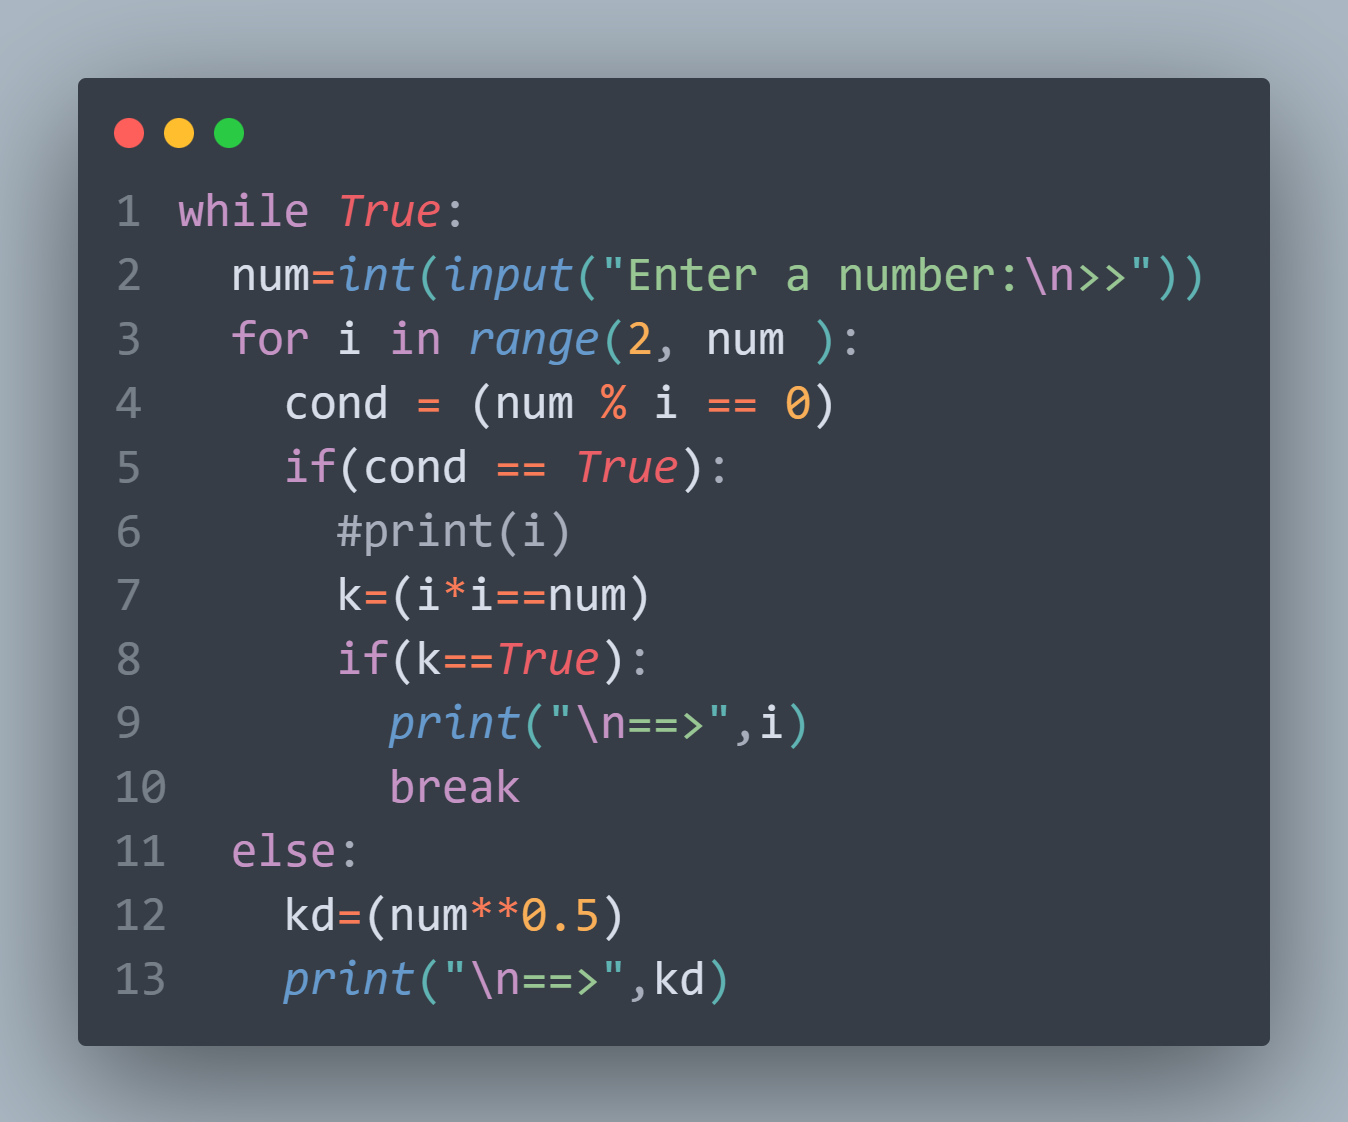 1 while True:
2   num=int(input("Enter a number:\n>>"))
3   for i in range(2, num ):
4     cond = (num % i == 0)
5     if(cond == True):
6       #print(i)
7       k=(i*i==num)
8       if(k==True):
9         print("\n==>",i)
10         break
11   else:
12     kd=(num**0.5)
13     print("\n==>",kd)